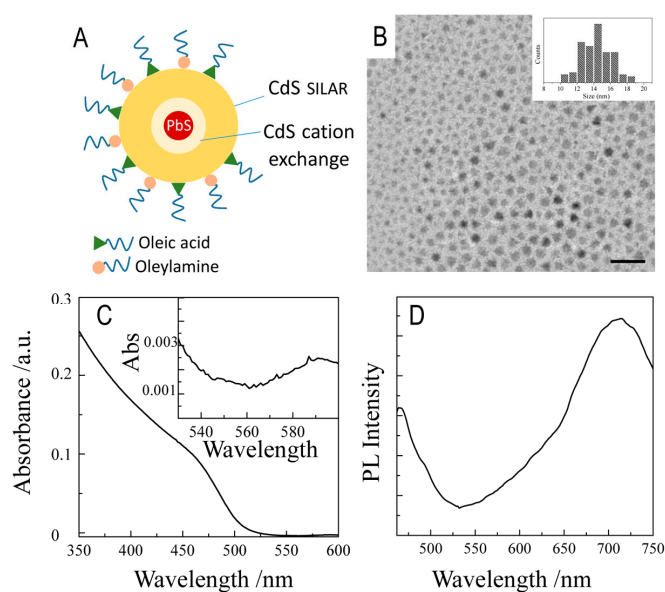 A
PbS
CdS SILAR
CdS cation
exchange
Oleic acid
Oleylamine
B
Counts
8 10 12 14 16 18 20
Size (nm)
C
0.3
0.2
0.1
0
Absorbance /a.u.
350 400 450 500 550 600
Wavelength /nm
Abs
0.003
0.001
540 560 580
Wavelength
D
PL Intensity
500 550 600 650 700 750
Wavelength /nm